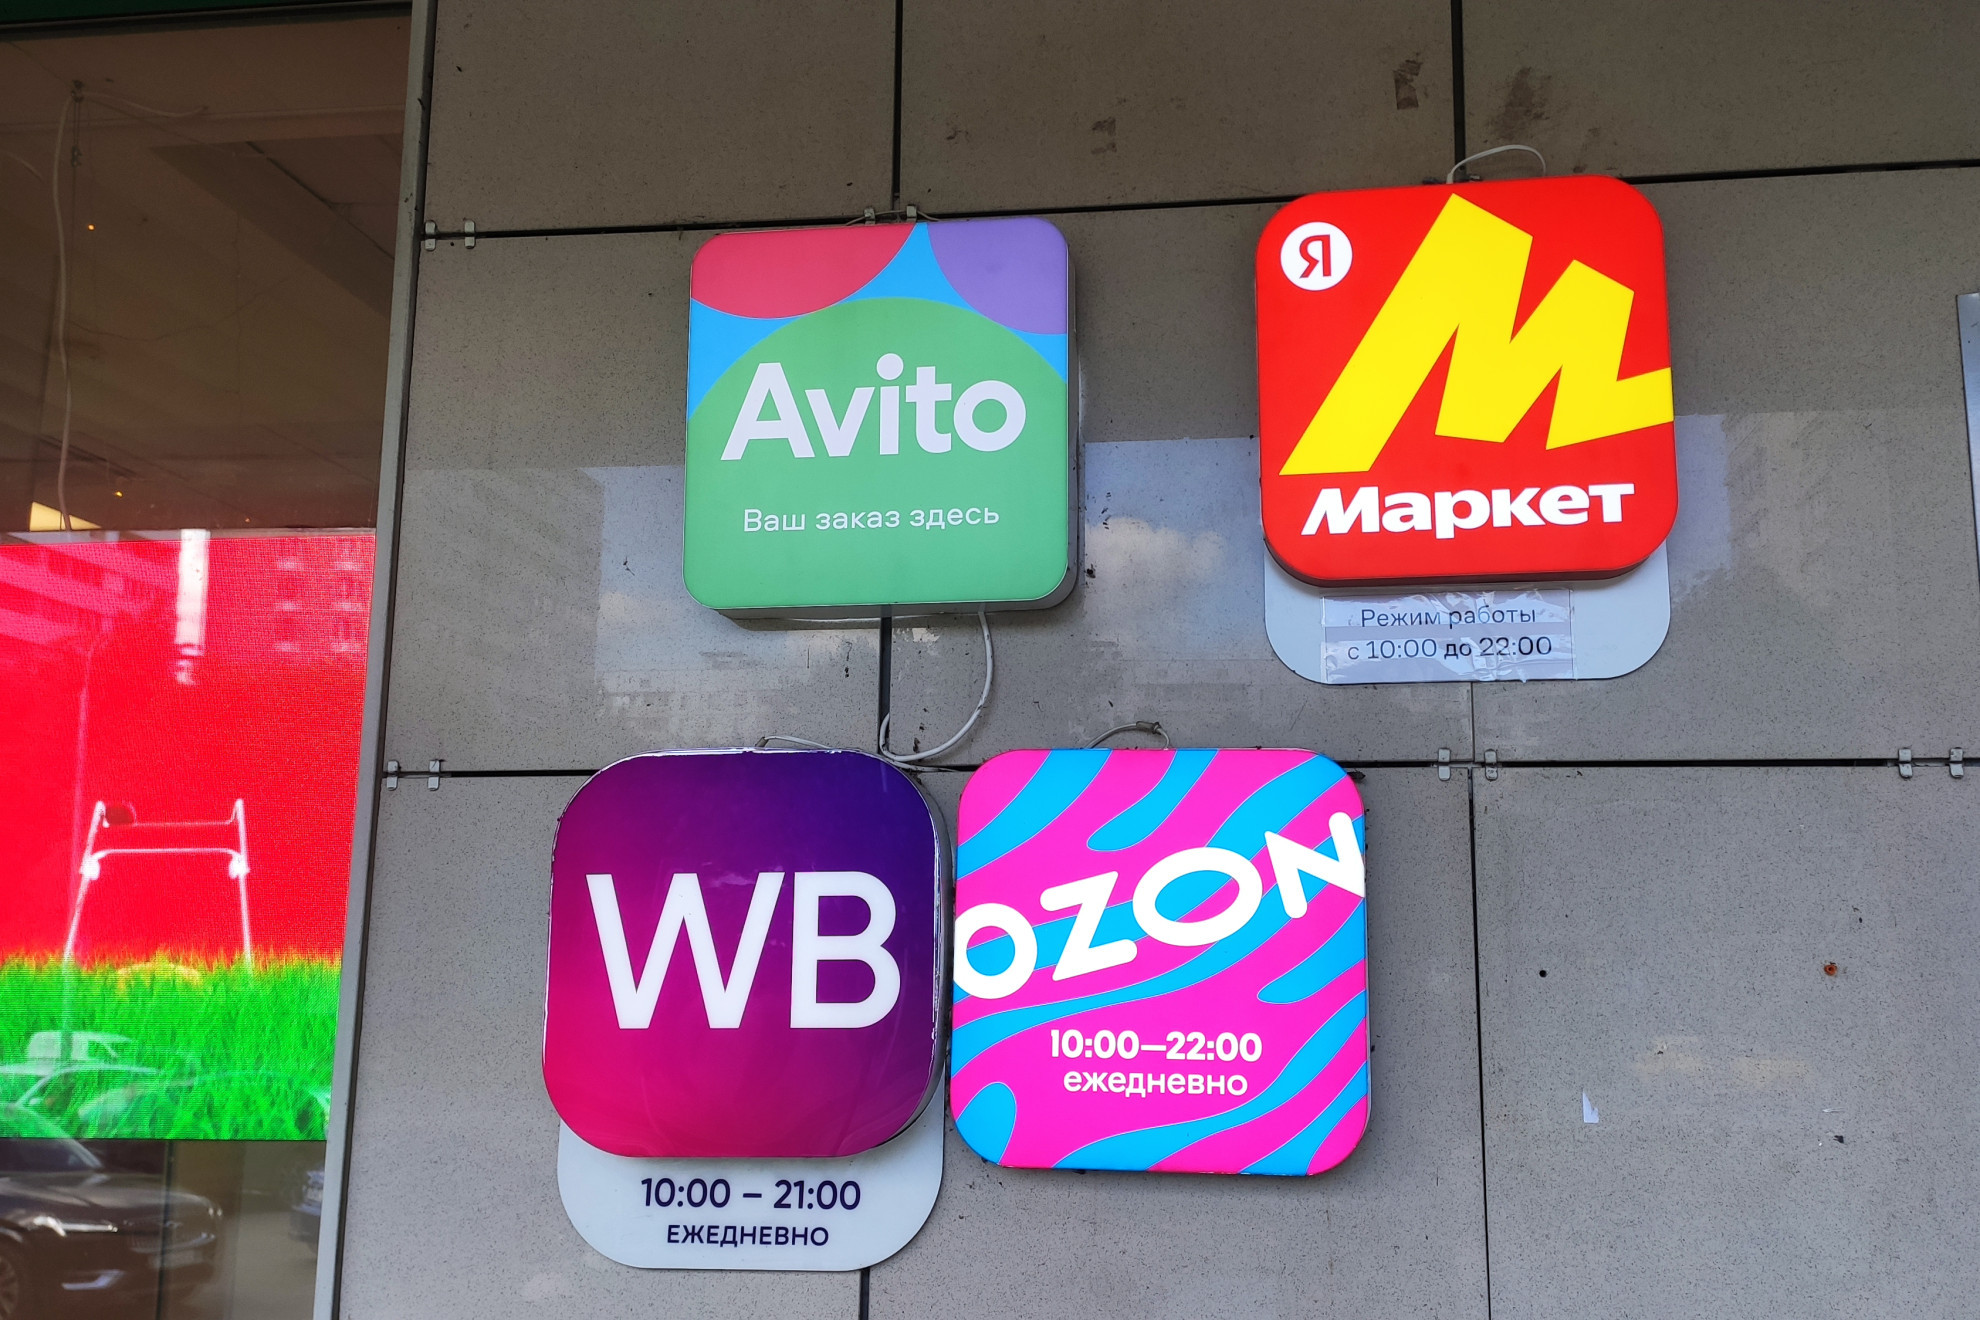 Avito
Ваш заказ здесь
Я
Маркет
Режим работы
с 10:00 до 22:00
WB
10:00 – 21:00
ЕЖЕДНЕВНО
OZON
10:00—22:00
ежедневно